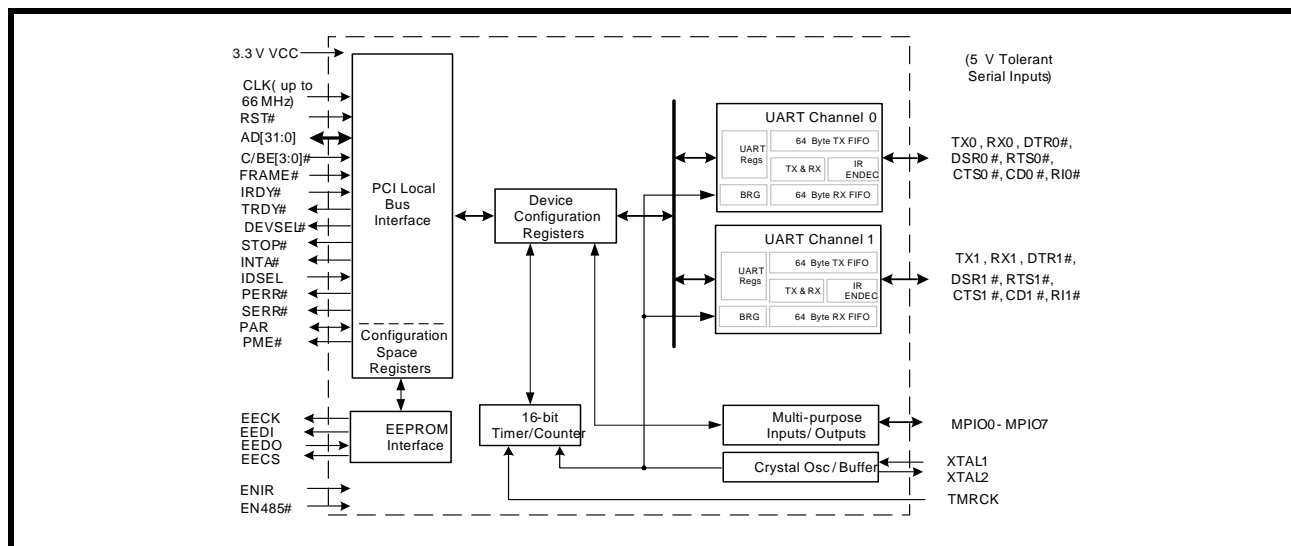 3.3 V VCC
CLK( up to
66 MHz)
RST#
AD[31:0]
C/BE[3:0]#
FRAME#
IRDY#
TRDY#
DEVSEL#
STOP#
INTA#
IDSEL
PERR#
SERR#
PAR
PME#
EECK
EEDI
EEDO
EECS
ENIR
EN485#
PCI Local
Bus
Interface
Configuration
Space
Registers
EEPROM
Interface
Device
Configuration
Registers
16-bit
Timer/Counter
UART Channel 0
UART
Regs
64 Byte TX FIFO
TX & RX
IR
ENDEC
BRG
64 Byte RX FIFO
UART Channel 1
UART
Regs
64 Byte TX FIFO
TX & RX
IR
ENDEC
BRG
64 Byte RX FIFO
Multi-purpose
Inputs/ Outputs
Crystal Osc / Buffer
(5 V Tolerant
Serial Inputs)
TX0 , RX0 , DTR0#,
DSR0 #, RTS0#,
CTS0 #, CD0 #, RI0#
TX1 , RX1 , DTR1#,
DSR1 #, RTS1#,
CTS1 #, CD1 #, RI1#
MPIO0- MPIO7
XTAL1
XTAL2
TMRCK